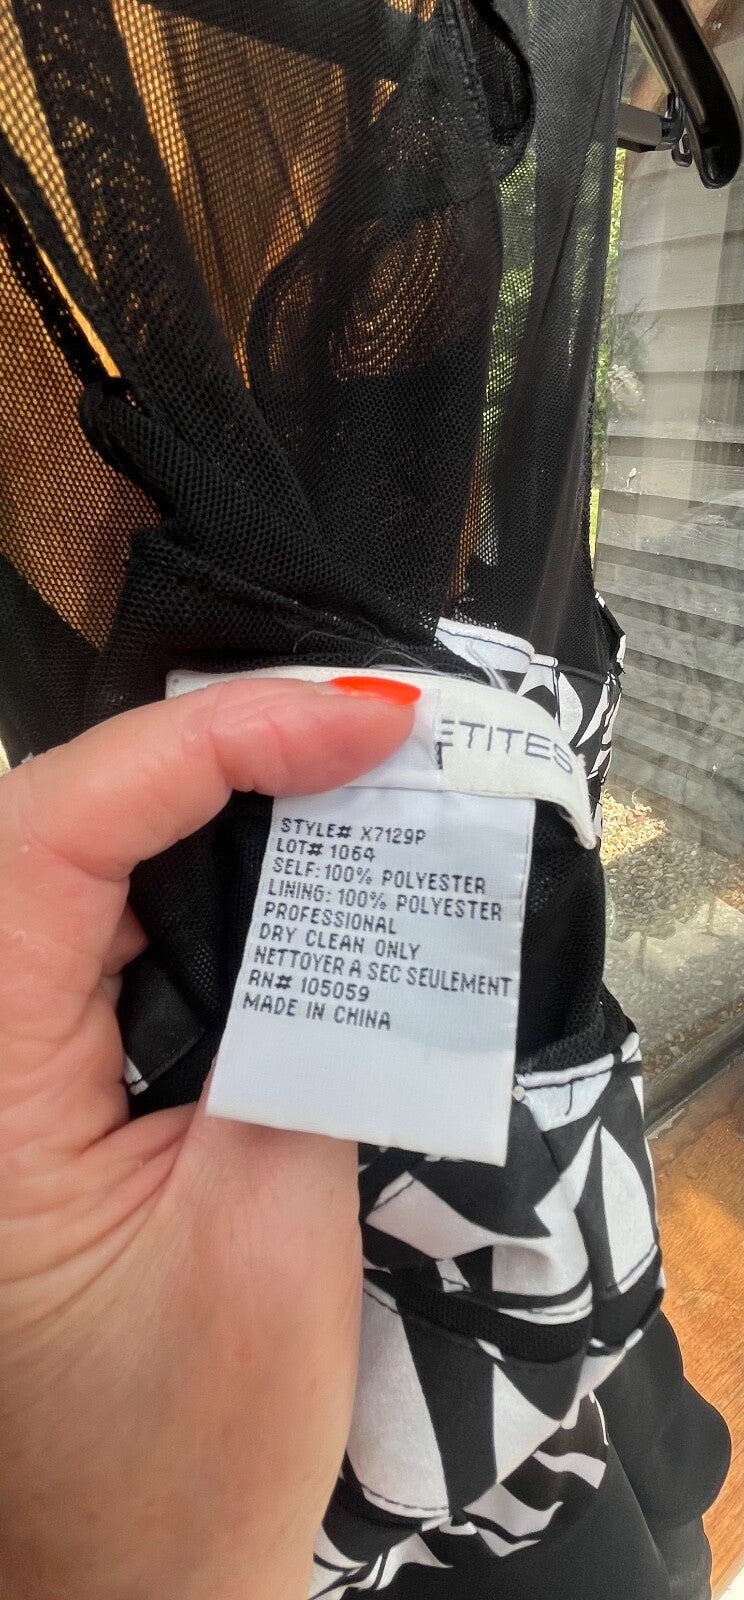 ETITES
STYLE# X7129P
LOT# 1064
SELF: 100% POLYESTER
LINING: 100% POLYESTER
PROFESSIONAL
DRY CLEAN ONLY
NETTOYER A SEC SEULEMENT
RN# 105059
MADE IN CHINA